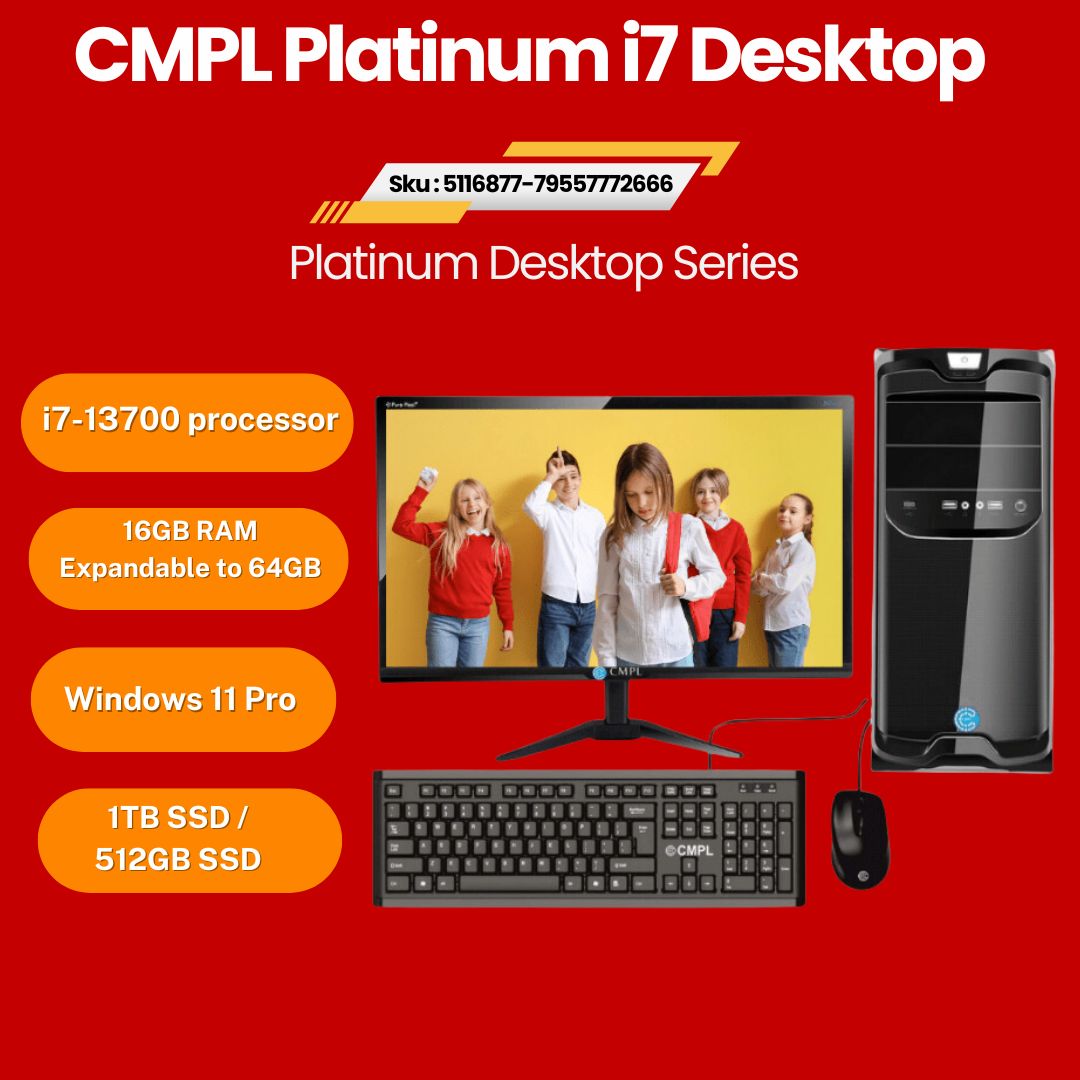 CMPL Platinum i7 Desktop
Sku : 5116877-79557772666
Platinum Desktop Series
i7-13700 processor
16GB RAM
Expandable to 64GB
Windows 11 Pro
1TB SSD /
512GB SSD
CMPL
CMPL